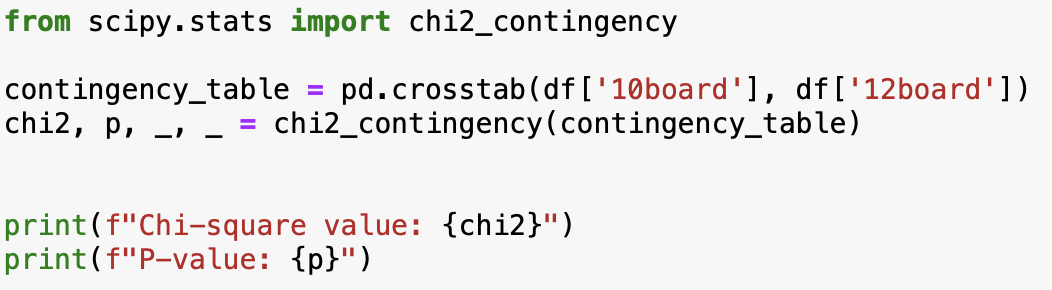 from scipy.stats import chi2_contingency
contingency_table = pd.crosstab(df['10board'], df['12board'])
chi2, p, _, _ = chi2_contingency(contingency_table)
print(f"Chi-square value: {chi2}")
print(f"P-value: {p}")